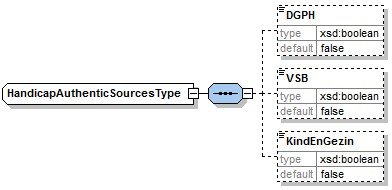 DGPH
type xsd:boolean
default false
HandicapAuthenticSourcesType
VSB
type xsd:boolean
default false
KindEnGezin
type xsd:boolean
default false